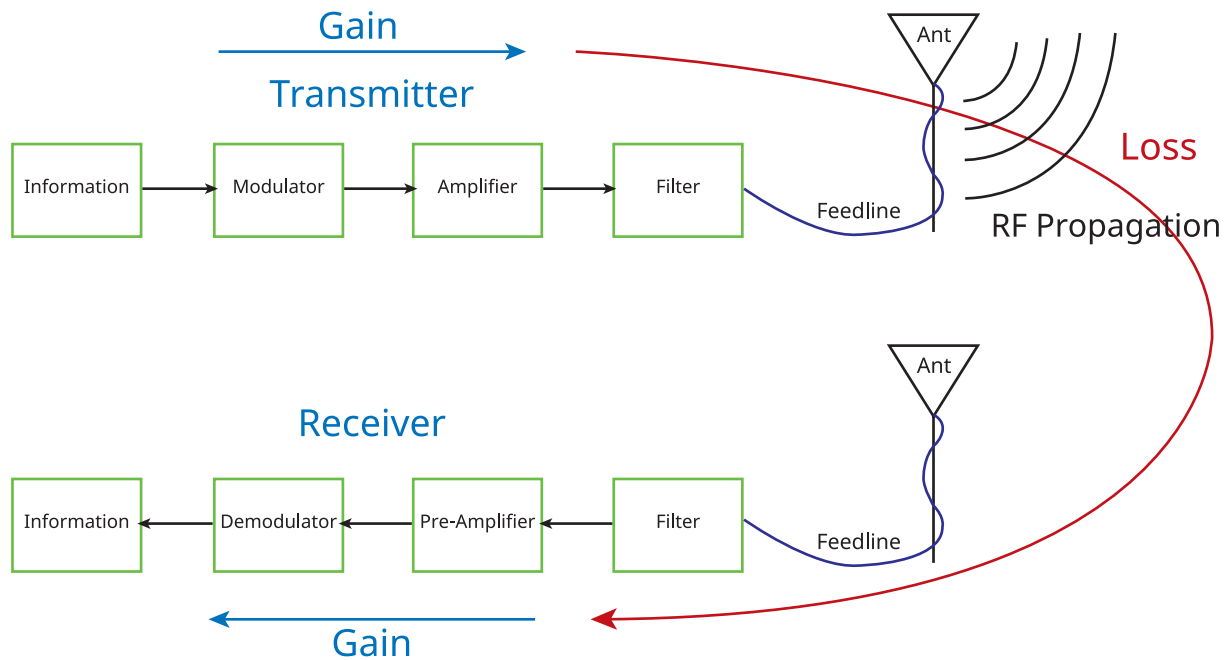 Gain
Transmitter
Ant
Loss
Information
Modulator
Amplifier
Filter
Feedline
RF Propagation
Ant
Receiver
Information
Demodulator
Pre-Amplifier
Filter
Feedline
Gain